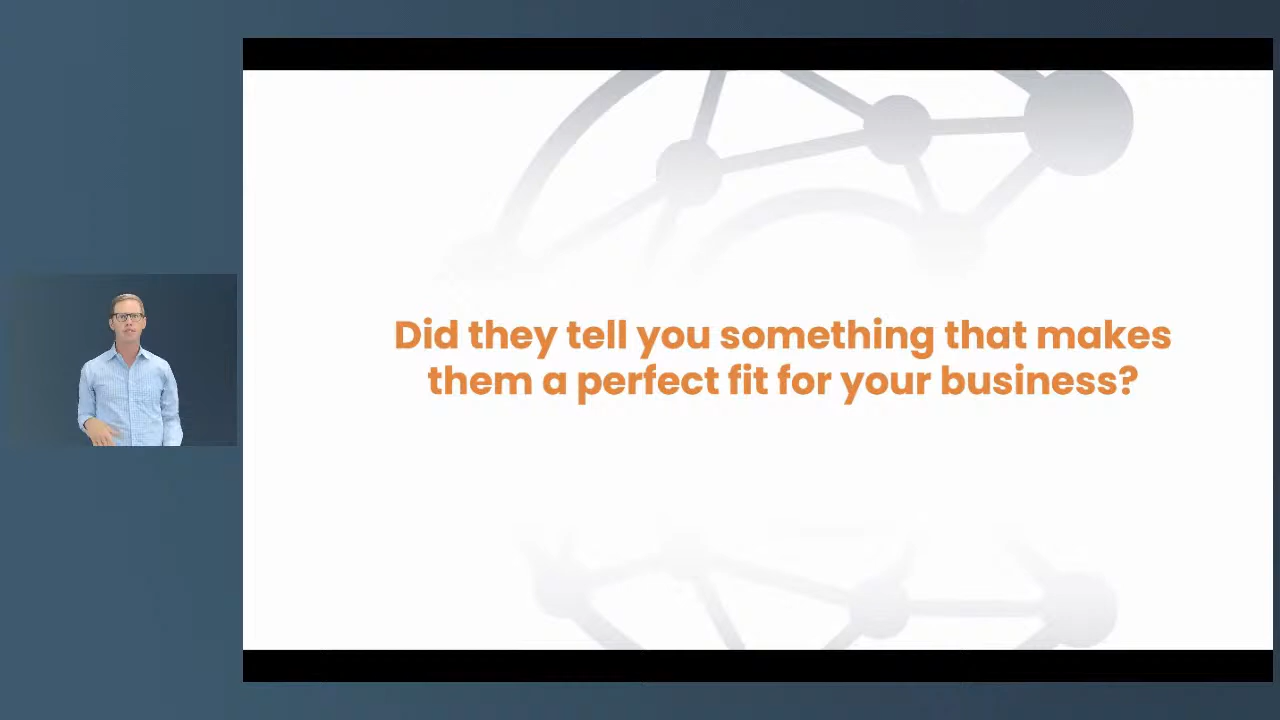 Did they tell you something that makes
them a perfect fit for your business?